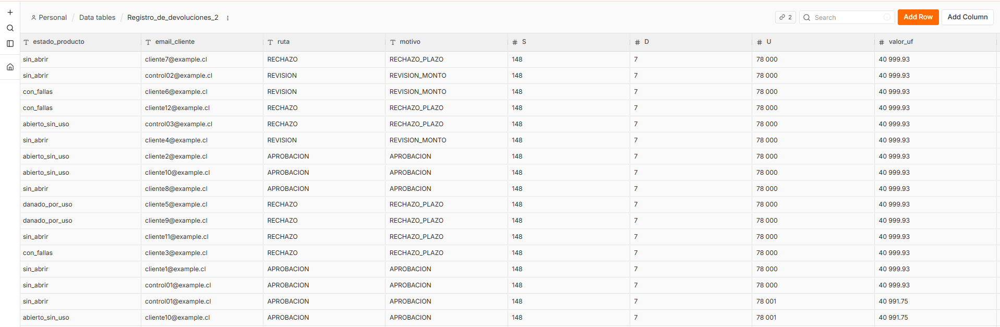 Personal / Data tables / Registro_de_devoluciones_2
2 Search Add Row Add Column
estado_producto email_cliente ruta motivo # S # D # U # valor_uf
sin_abrir cliente7@example.cl RECHAZO RECHAZO_PLAZO 148 7 78 000 40 999.93
sin_abrir control02@example.cl REVISION REVISION_MONTO 148 7 78 000 40 999.93
con_fallas cliente6@example.cl REVISION REVISION_MONTO 148 7 78 000 40 999.93
con_fallas cliente12@example.cl RECHAZO RECHAZO_PLAZO 148 7 78 000 40 999.93
abierto_sin_uso control03@example.cl RECHAZO RECHAZO_PLAZO 148 7 78 000 40 999.93
sin_abrir cliente4@example.cl REVISION REVISION_MONTO 148 7 78 000 40 999.93
abierto_sin_uso cliente2@example.cl APROBACION APROBACION 148 7 78 000 40 999.93
abierto_sin_uso cliente10@example.cl APROBACION APROBACION 148 7 78 000 40 999.93
sin_abrir cliente8@example.cl APROBACION APROBACION 148 7 78 000 40 999.93
danado_por_uso cliente5@example.cl RECHAZO RECHAZO_PLAZO 148 7 78 000 40 999.93
danado_por_uso cliente9@example.cl RECHAZO RECHAZO_PLAZO 148 7 78 000 40 999.93
sin_abrir cliente11@example.cl RECHAZO RECHAZO_PLAZO 148 7 78 000 40 999.93
con_fallas cliente3@example.cl RECHAZO RECHAZO_PLAZO 148 7 78 000 40 999.93
sin_abrir cliente1@example.cl APROBACION APROBACION 148 7 78 000 40 999.93
sin_abrir control01@example.cl APROBACION APROBACION 148 7 78 000 40 999.93
sin_abrir control01@example.cl APROBACION APROBACION 148 7 78 001 40 991.75
abierto_sin_uso cliente10@example.cl APROBACION APROBACION 148 7 78 001 40 991.75